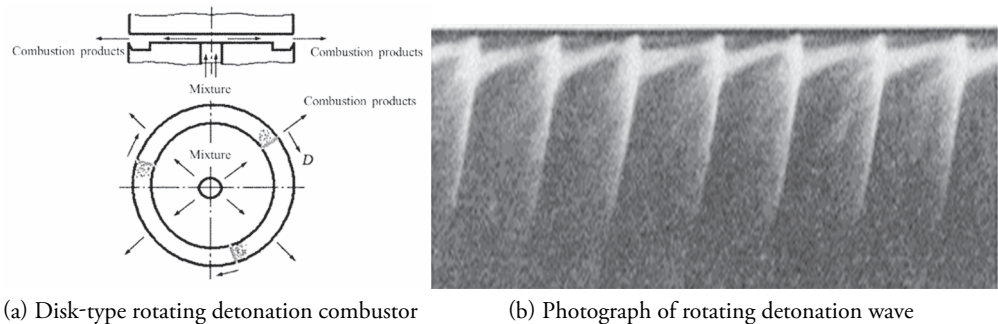 Combustion products
Combustion products
Mixture
Combustion products
Mixture
D
(a) Disk-type rotating detonation combustor
(b) Photograph of rotating detonation wave